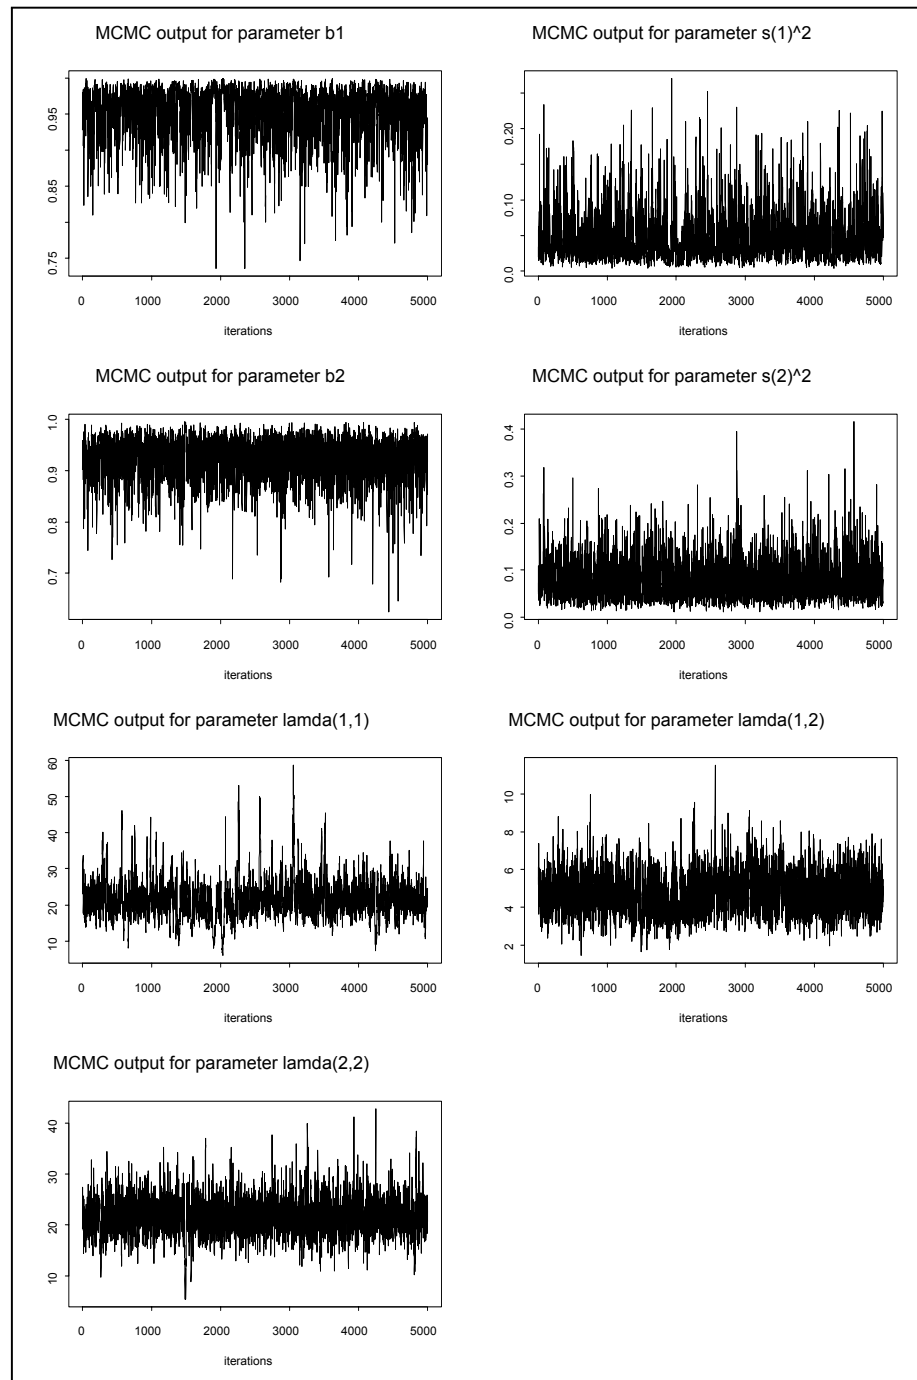 MCMC output for parameter b1
0.95
0.85
0.75
0 1000 2000 3000 4000 5000
iterations
MCMC output for parameter s(1)^2
0.20
0.10
0.0
0 1000 2000 3000 4000 5000
iterations
MCMC output for parameter b2
1.0
0.9
0.8
0.7
0 1000 2000 3000 4000 5000
iterations
MCMC output for parameter s(2)^2
0.4
0.3
0.2
0.1
0.0
0 1000 2000 3000 4000 5000
iterations
MCMC output for parameter lamda(1,1)
60
50
40
30
20
10
0 1000 2000 3000 4000 5000
iterations
MCMC output for parameter lamda(1,2)
10
8
6
4
2
0 1000 2000 3000 4000 5000
iterations
MCMC output for parameter lamda(2,2)
40
30
20
10
0 1000 2000 3000 4000 5000
iterations